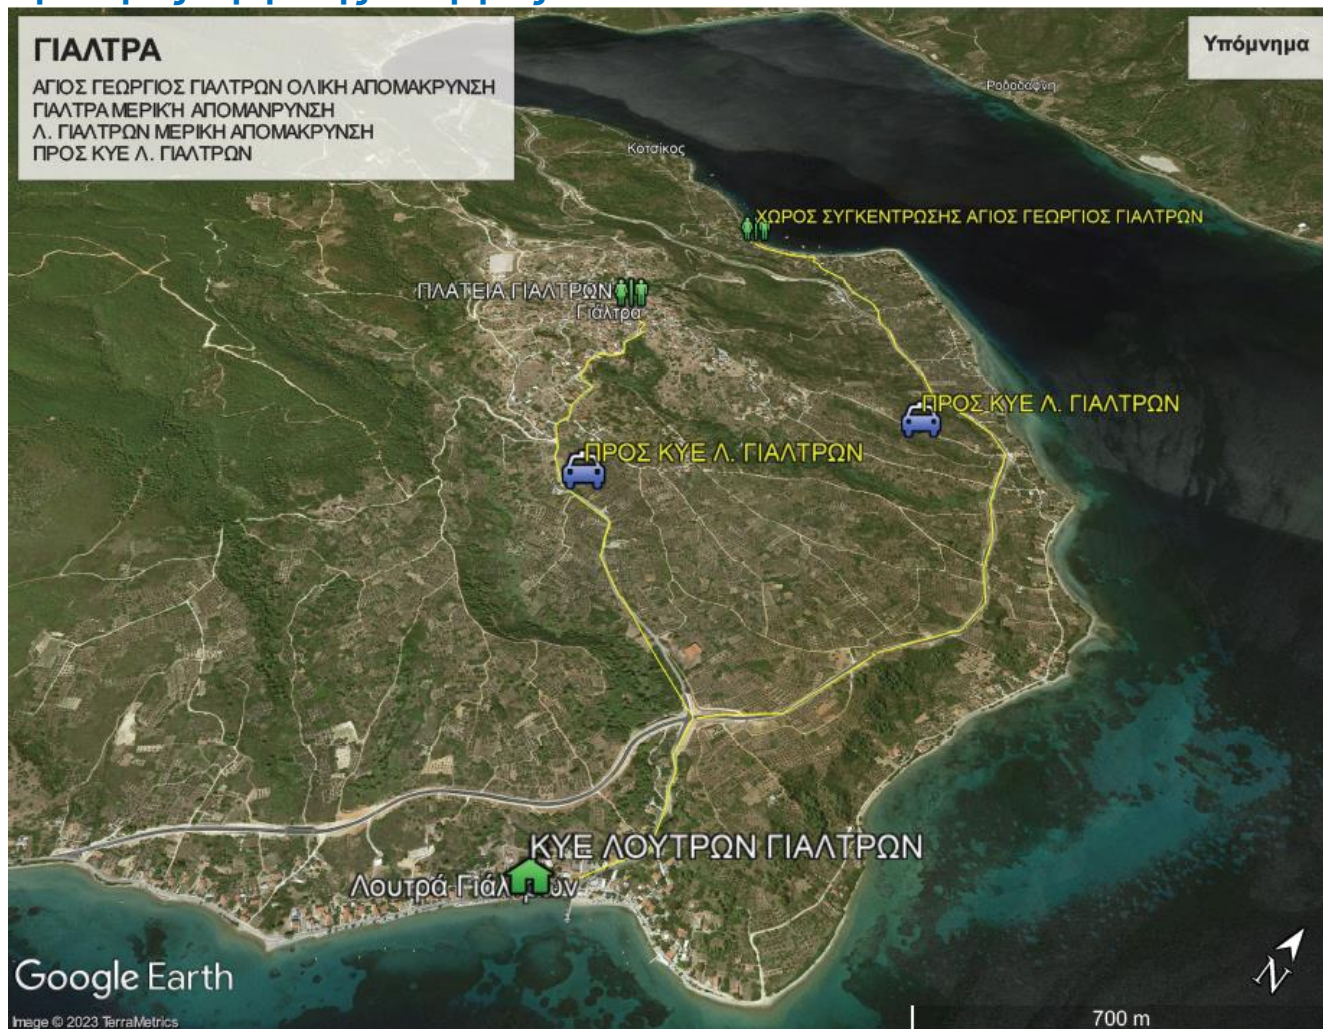 ΓΙΑΛΤΡΑ
ΑΓΙΟΣ ΓΕΩΡΓΙΟΣ ΓΙΑΛΤΡΩΝ ΟΛΙΚΗ ΑΠΟΜΑΚΡΥΝΣΗ
ΓΙΑΛΤΡΑ ΜΕΡΙΚΗ ΑΠΟΜΑΝΡΥΝΣΗ
Λ. ΓΙΑΛΤΡΩΝ ΜΕΡΙΚΗ ΑΠΟΜΑΚΡΥΝΣΗ
ΠΡΟΣ ΚΥΕ Λ. ΓΙΑΛΤΡΩΝ
Υπόμνημα
Ροδοδάφνη
Κοτσίκος
ΧΩΡΟΣ ΣΥΓΚΕΝΤΡΩΣΗΣ ΑΓΙΟΣ ΓΕΩΡΓΙΟΣ ΓΙΑΛΤΡΩΝ
ΠΛΑΤΕΙΑ ΓΙΑΛΤΡΩΝ
Γιάλτρα
ΠΡΟΣ ΚΥΕ Λ. ΓΙΑΛΤΡΩΝ
ΠΡΟΣ ΚΥΕ Λ. ΓΙΑΛΤΡΩΝ
ΚΥΕ ΛΟΥΤΡΩΝ ΓΙΑΛΤΡΩΝ
Λουτρά Γιάλτρων
Google Earth
N
Image © 2023 TerraMetrics
700 m